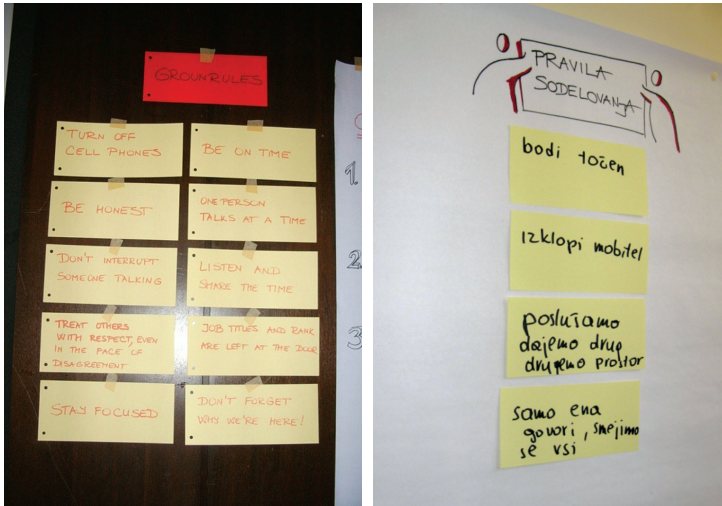 GROUNRULES
TURN OFF
CELL PHONES
BE ON TIME
BE HONEST
ONE PERSON
TALKS AT A TIME
DON'T INTERRUPT
SOMEONE TALKING
LISTEN AND
SHARE THE TIME
TREAT OTHERS
WITH RESPECT, EVEN
IN THE FACE OF
DISAGREEMENT
JOB TITLES AND RANK
ARE LEFT AT THE DOOR
STAY FOCUSED
DON'T FORGET
WHY WE'RE HERE!
1.
2.
3
PRAVILA
SODELOVANJA
bodi točen
izklopi mobitel
poslušamo
dajemo drug
drugemo prostor
samo ena
govori, smejimo
se vsi